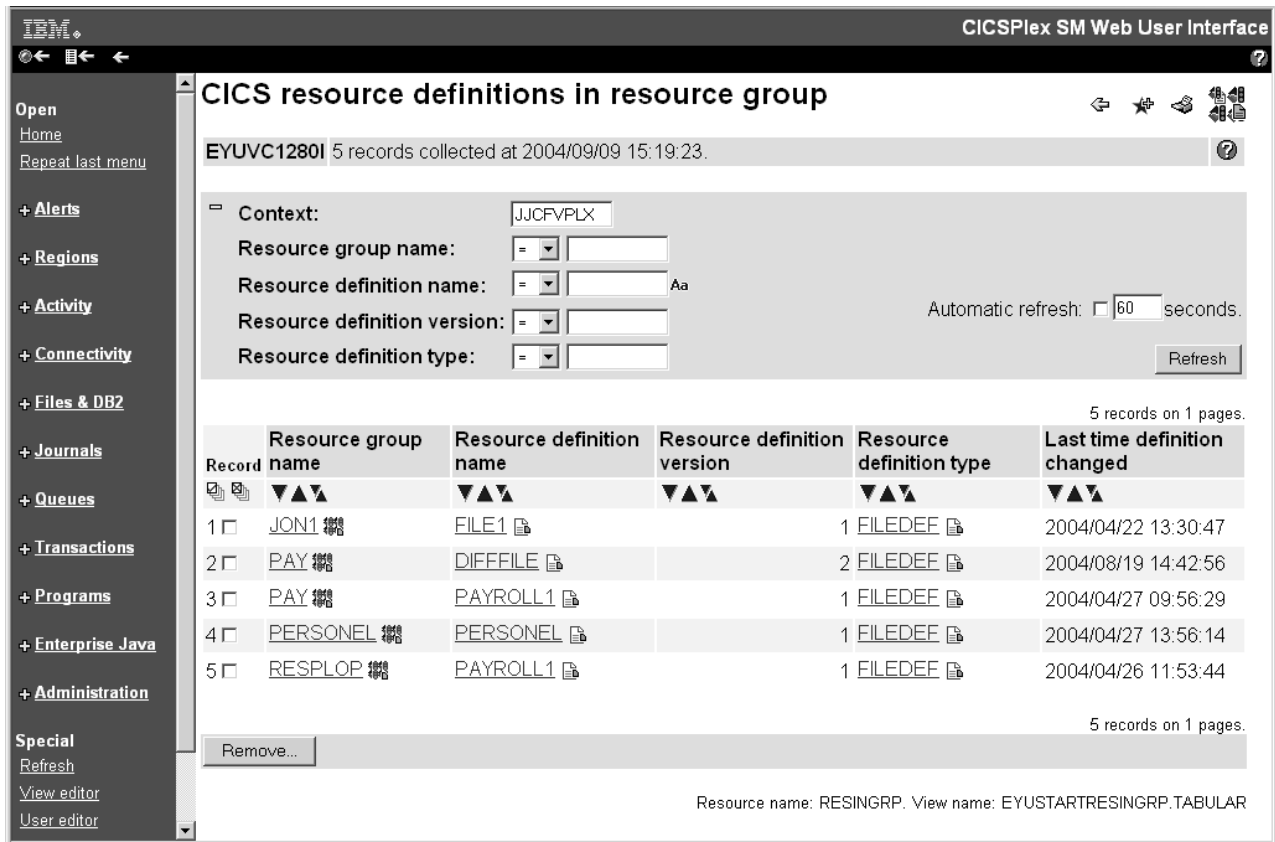 IBM.
CICSPlex SM Web User Interface
Open
Home
Repeat last menu
+ Alerts
+ Regions
+ Activity
+ Connectivity
+ Files & DB2
+ Journals
+ Queues
+ Transactions
+ Programs
+ Enterprise Java
+ Administration
Special
Refresh
View editor
User editor
CICS resource definitions in resource group
EYUVC1280I 5 records collected at 2004/09/09 15:19:23.
Context: JJCFVPLX
Resource group name: =
Resource definition name: = Aa
Resource definition version: =
Resource definition type: =
Automatic refresh: 60 seconds.
Refresh
5 records on 1 pages.
Record Resource group name Resource definition name Resource definition version Resource definition type Last time definition changed
1 JON1 FILE1 1 FILEDEF 2004/04/22 13:30:47
2 PAY DIFFFILE 2 FILEDEF 2004/08/19 14:42:56
3 PAY PAYROLL1 1 FILEDEF 2004/04/27 09:56:29
4 PERSONEL PERSONEL 1 FILEDEF 2004/04/27 13:56:14
5 RESPLOP PAYROLL1 1 FILEDEF 2004/04/26 11:53:44
5 records on 1 pages.
Remove...
Resource name: RESINGRP. View name: EYUSTARTRESINGRP.TABULAR